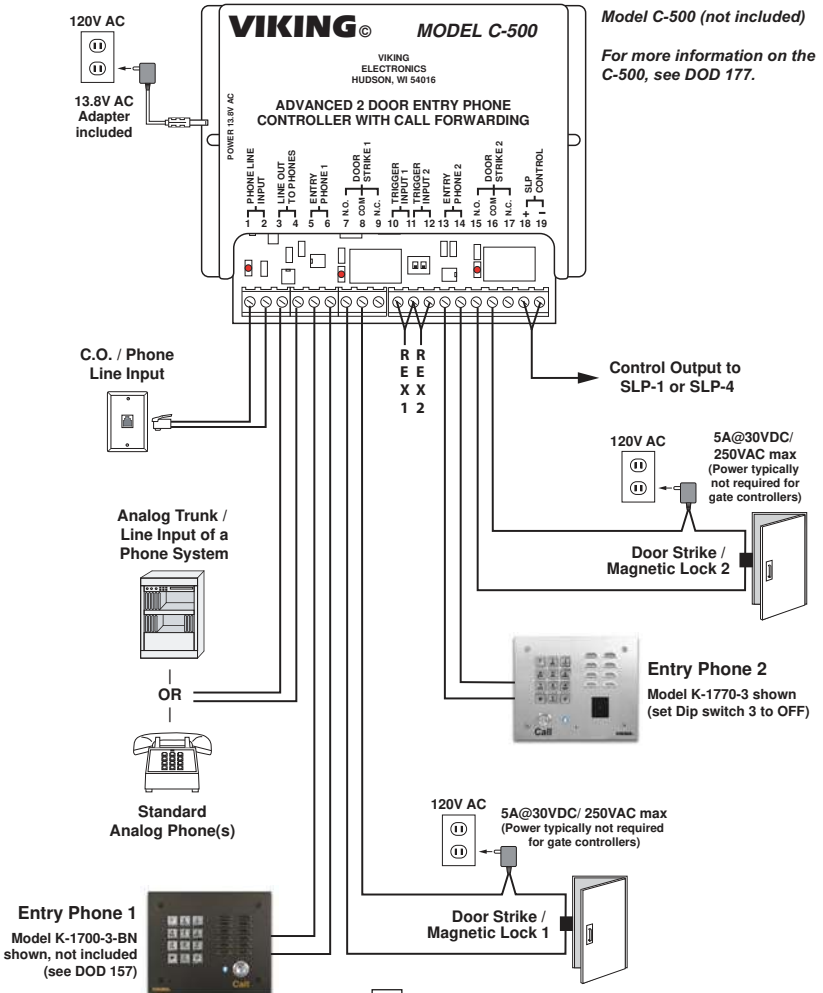 VIKING© MODEL C-500
VIKING
ELECTRONICS
HUDSON, WI 54016
ADVANCED 2 DOOR ENTRY PHONE
CONTROLLER WITH CALL FORWARDING
Model C-500 (not included)
For more information on the
C-500, see DOD 177.
120V AC
13.8V AC
Adapter
included
POWER 13.8V AC
PHONE LINE
INPUT
LINE OUT
TO PHONES
ENTRY
PHONE 1
DOOR
STRIKE 1
N.O.
COM
N.C.
TRIGGER
INPUT 1
TRIGGER
INPUT 2
ENTRY
PHONE 2
DOOR
STRIKE 2
N.O.
COM
N.C.
SLP
CONTROL
+ –
1 2 3 4 5 6 7 8 9 10 11 12 13 14 15 16 17 18 19
REX1
REX2
C.O. / Phone
Line Input
Control Output to
SLP-1 or SLP-4
120V AC
5A@30VDC/
250VAC max
(Power typically
not required for
gate controllers)
Door Strike /
Magnetic Lock 2
Analog Trunk /
Line Input of a
Phone System
OR
Standard
Analog Phone(s)
Call
VIKING
Entry Phone 2
Model K-1770-3 shown
(set Dip switch 3 to OFF)
120V AC
5A@30VDC/ 250VAC max
(Power typically not required
for gate controllers)
Door Strike /
Magnetic Lock 1
Entry Phone 1
Model K-1700-3-BN
shown, not included
(see DOD 157)
Call